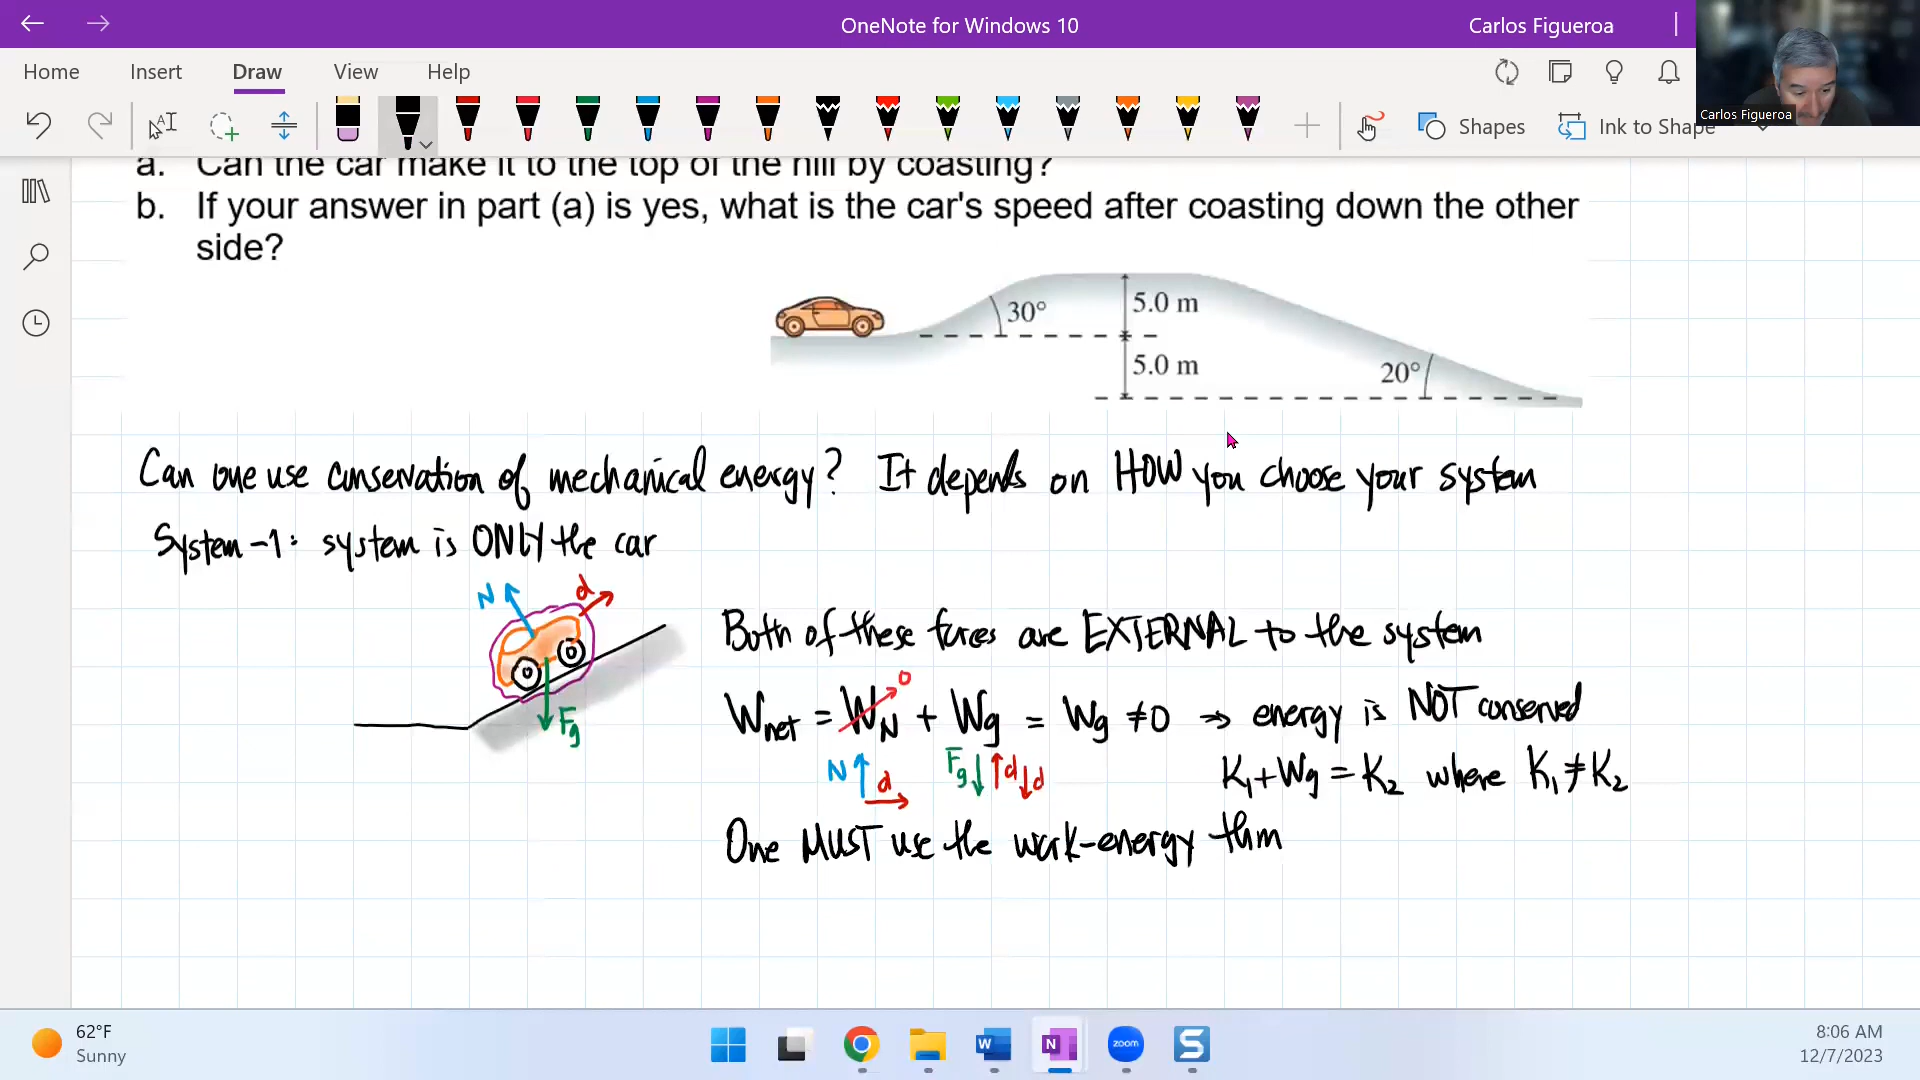 OneNote for Windows 10
Carlos Figueroa
Home Insert Draw View Help
Carlos Figueroa
Shapes
Ink to Shape
a. Can the car make it to the top of the hill by coasting?
b. If your answer in part (a) is yes, what is the car's speed after coasting down the other
side?
30°
5.0 m
5.0 m
20°
Can one use conservation of mechanical energy? It depends on HOW you choose your system
System-1: system is ONLY the car
N
d
Fg
Both of these forces are EXTERNAL to the system
Wnet = WN + Wg = Wg ≠ 0 ⇒ energy is NOT conserved
0
N d Fg d d
K1 + Wg = K2 where K1 ≠ K2
One MUST use the work-energy thm
62°F
Sunny
zoom
8:06 AM
12/7/2023